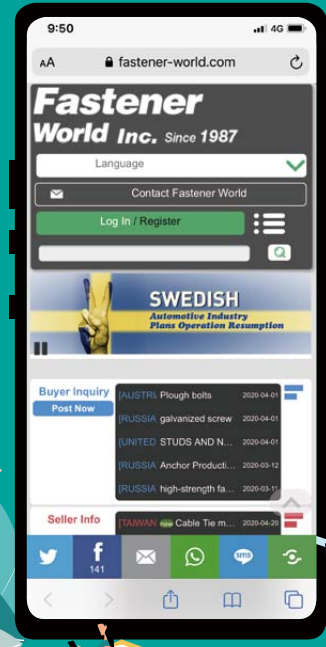 9:50
4G
AA
fastener-world.com
Fastener
World Inc. Since 1987
Language
Contact Fastener World
Log In / Register
SWEDISH
Automotive Industry
Plans Operation Resumption
Buyer Inquiry
Post Now
[AUSTRI, Plough bolts 2020-04-01
[RUSSIA galvanized screw 2020-04-01
[UNITED STUDS AND N... 2020-04-01
[RUSSIA Anchor Producti... 2020-03-12
[RUSSIA high-strength fa... 2020-03-11
Seller Info
[TAIWAN new Cable Tie m... 2020-04-20
f
141
sms